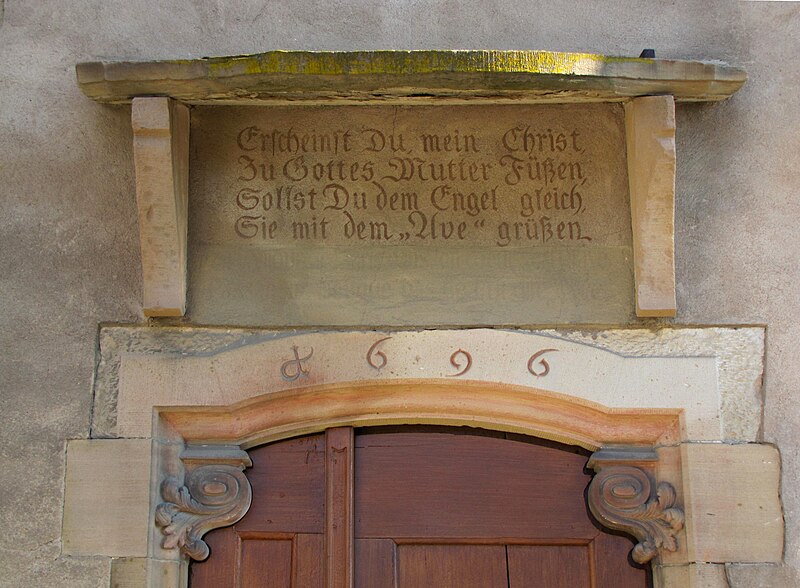 Erscheinst Du, mein Christ,
Zu Gottes Mutter Füßen,
Sollst Du dem Engel gleich,
Sie mit dem „Ave“ grüßen.
1696